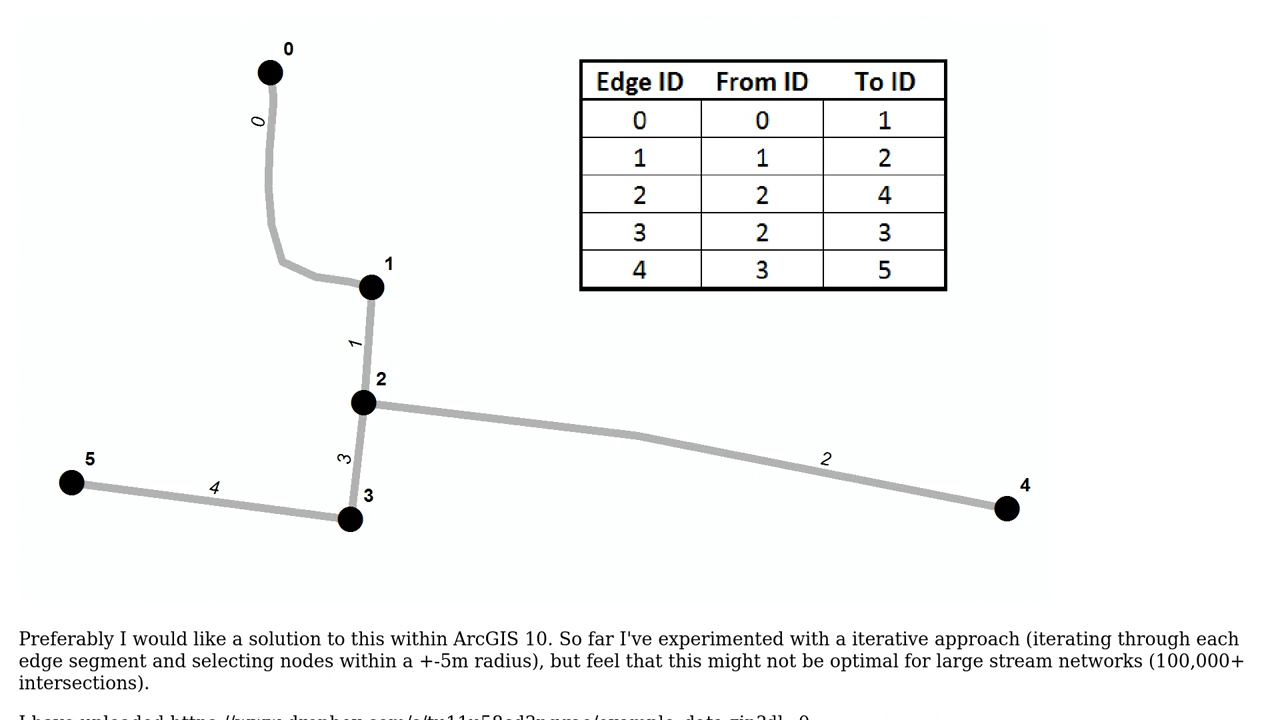 0
Edge ID From ID To ID
0 0 0 1
1 1 2
2 2 4
3 2 3
4 3 5
1
1
2
5
3
2
4
3
4
Preferably I would like a solution to this within ArcGIS 10. So far I've experimented with a iterative approach (iterating through each
edge segment and selecting nodes within a +-5m radius), but feel that this might not be optimal for large stream networks (100,000+
intersections).